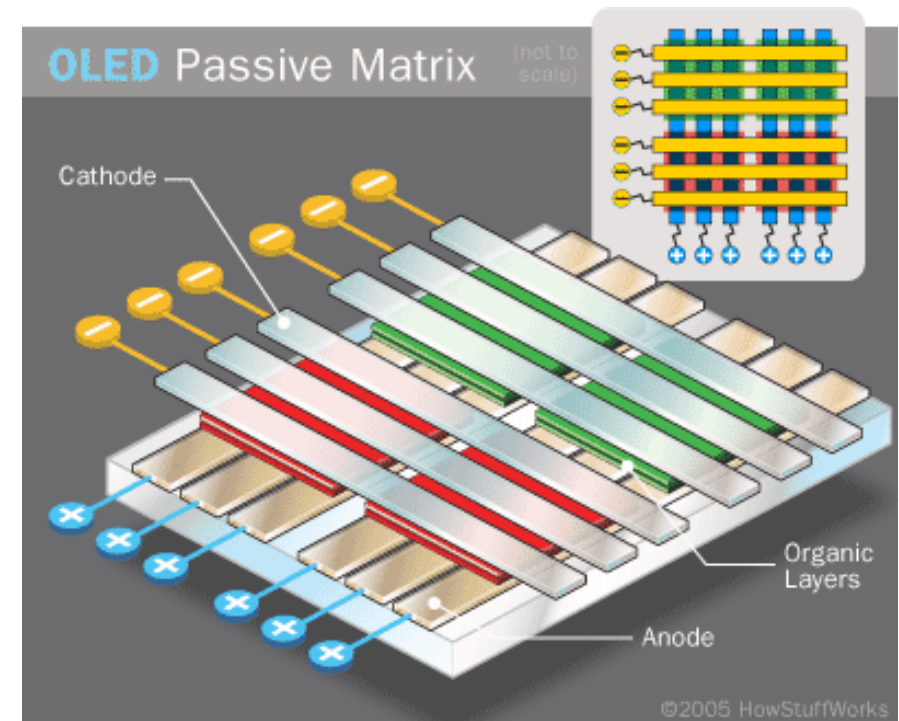 OLED Passive Matrix
(not to
scale)
Cathode
Organic
Layers
Anode
©2005 HowStuffWorks